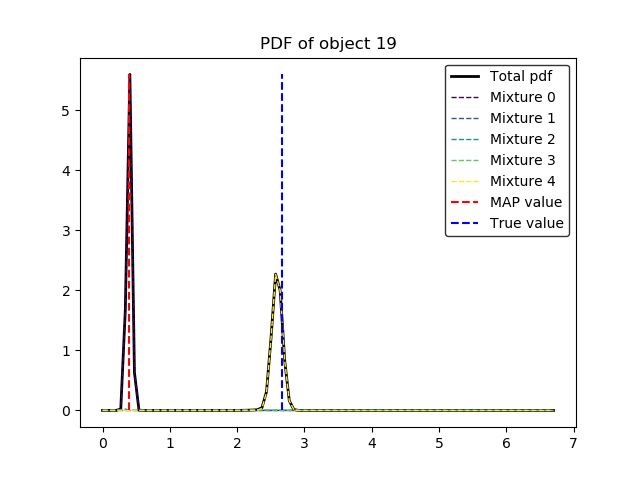 PDF of object 19
Total pdf
Mixture 0
Mixture 1
Mixture 2
Mixture 3
Mixture 4
MAP value
True value
5
4
3
2
1
0
0 1 2 3 4 5 6 7